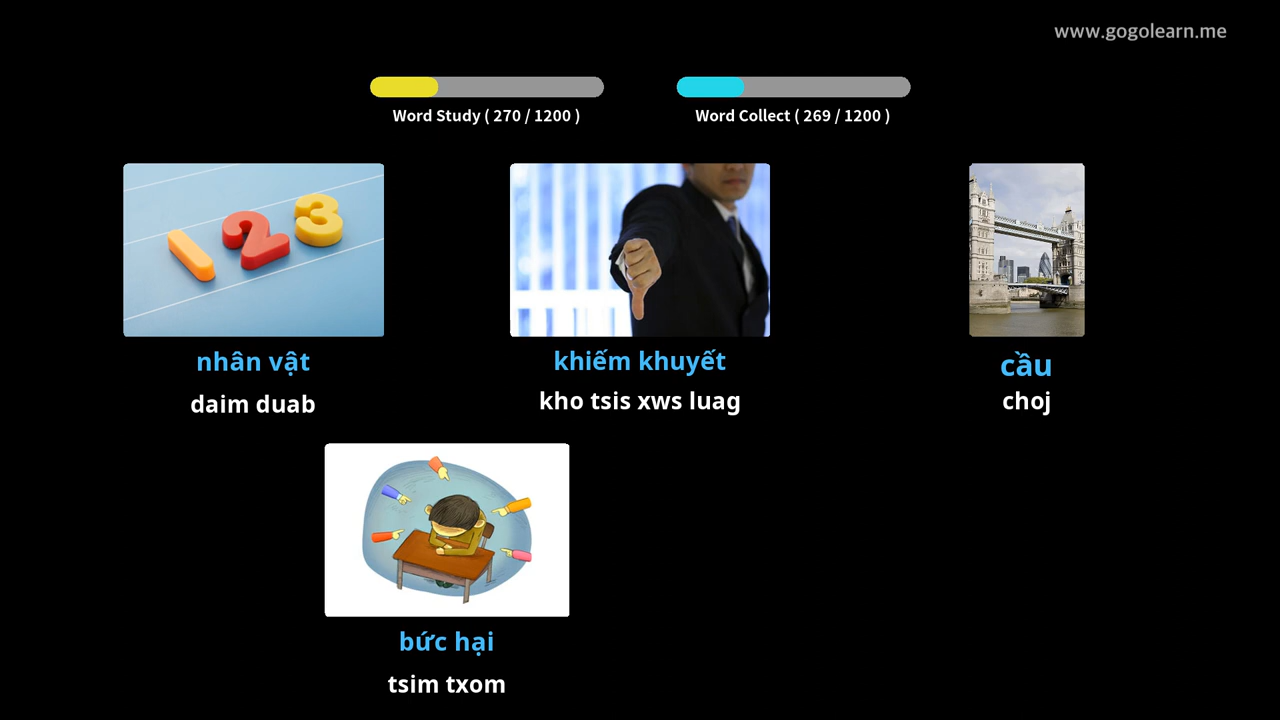 www.gogolearn.me
Word Study ( 270 / 1200 )
Word Collect ( 269 / 1200 )
nhân vật
daim duab
khiếm khuyết
kho tsis xws luag
cầu
choj
bức hại
tsim txom